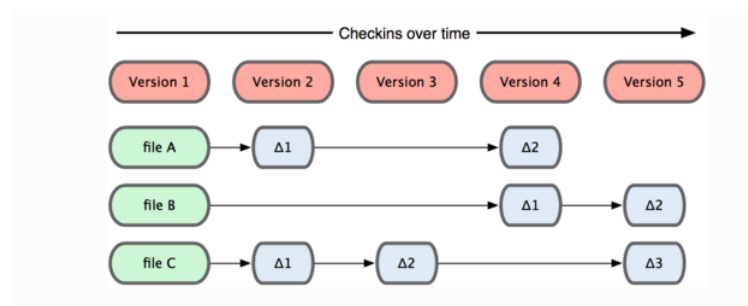 Checkins over time
Version 1 Version 2 Version 3 Version 4 Version 5
file A Δ1 Δ2
file B Δ1 Δ2
file C Δ1 Δ2 Δ3